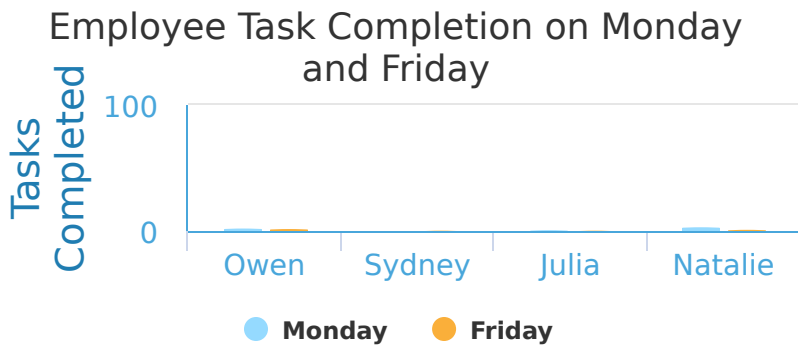 Employee Task Completion on Monday
and Friday
Tasks
Completed
100
0
Owen
Sydney
Julia
Natalie
Monday
Friday